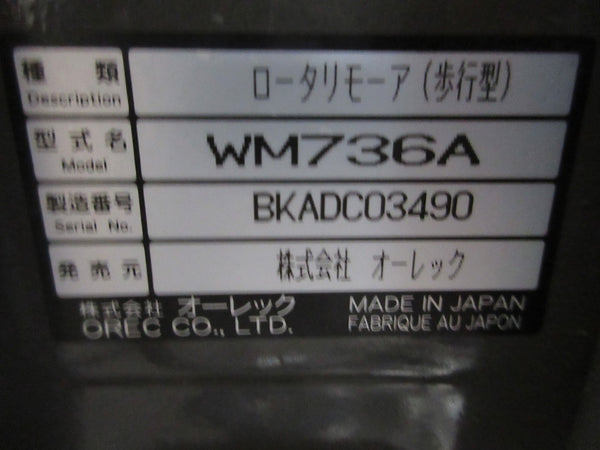 種類 ロータリモーア(歩行型)
Description
型式名 WM736A
Model
製造番号 BKADC03490
Serial No.
発売元 株式会社 オーレック
株式会社 オーレック MADE IN JAPAN
OREC CO., LTD. FABRIQUE AU JAPON